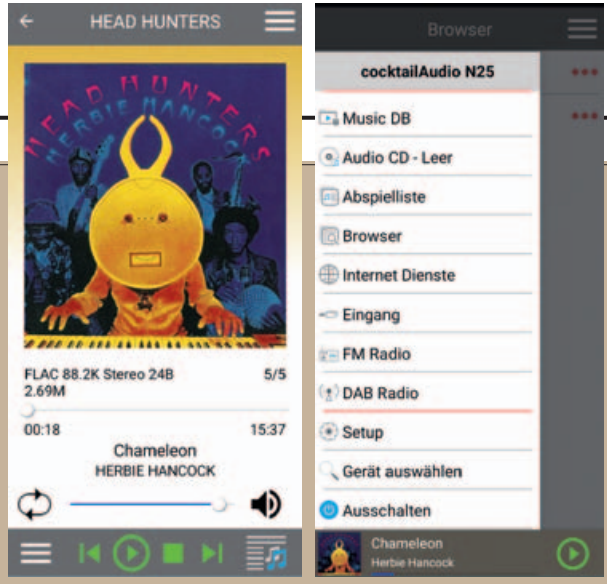 HEAD HUNTERS
HEAD HUNTERS
HERBIE HANCOCK
FLAC 88.2K Stereo 24B 5/5
2.69M
00:18 15:37
Chameleon
HERBIE HANCOCK
Browser
cocktailAudio N25
Music DB
Audio CD - Leer
Abspielliste
Browser
Internet Dienste
Eingang
FM Radio
DAB Radio
Setup
Gerät auswählen
Ausschalten
Chameleon
Herbie Hancock